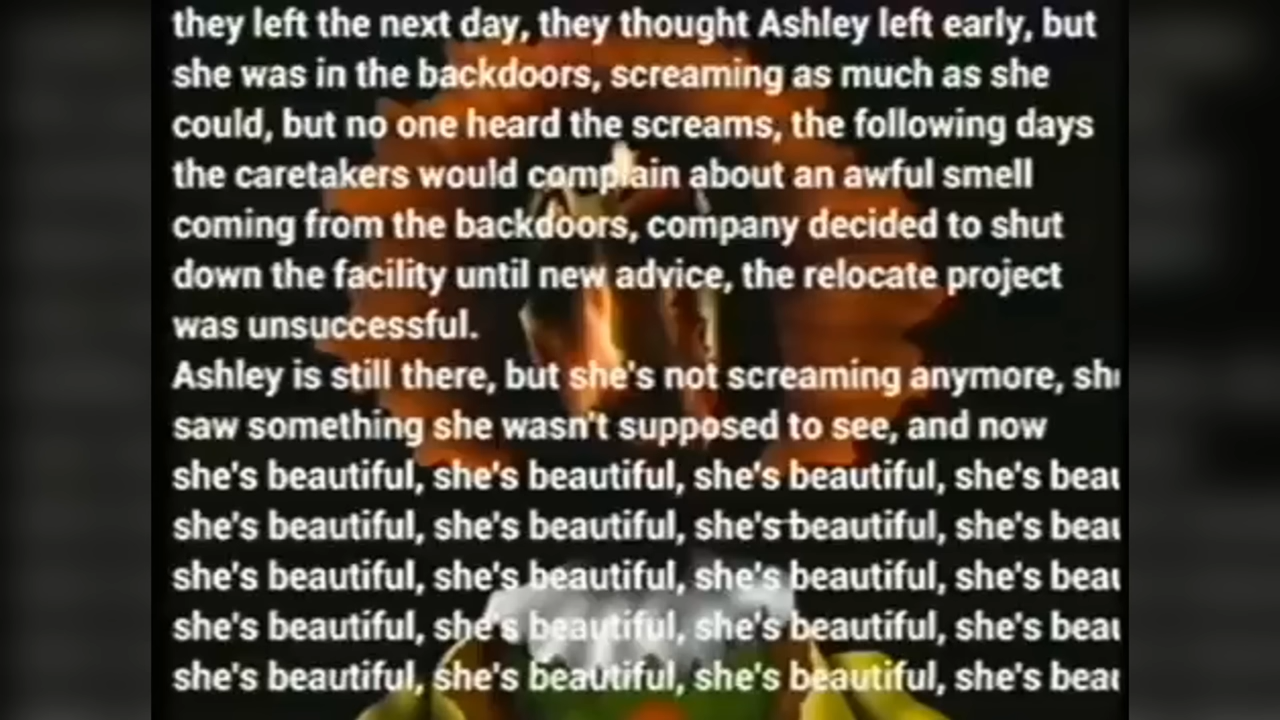 they left the next day, they thought Ashley left early, but
she was in the backdoors, screaming as much as she
could, but no one heard the screams, the following days
the caretakers would complain about an awful smell
coming from the backdoors, company decided to shut
down the facility until new advice, the relocate project
was unsuccessful.
Ashley is still there, but she's not screaming anymore,
saw something she wasn't supposed to see, and now
she's beautiful, she's beautiful, she's beautiful, she's
she's beautiful, she's beautiful, she's beautiful, she's
she's beautiful, she's beautiful, she's beautiful, she's
she's beautiful, she's beautiful, she's beautiful, she's
she's beautiful, she's beautiful, she's beautiful, she's